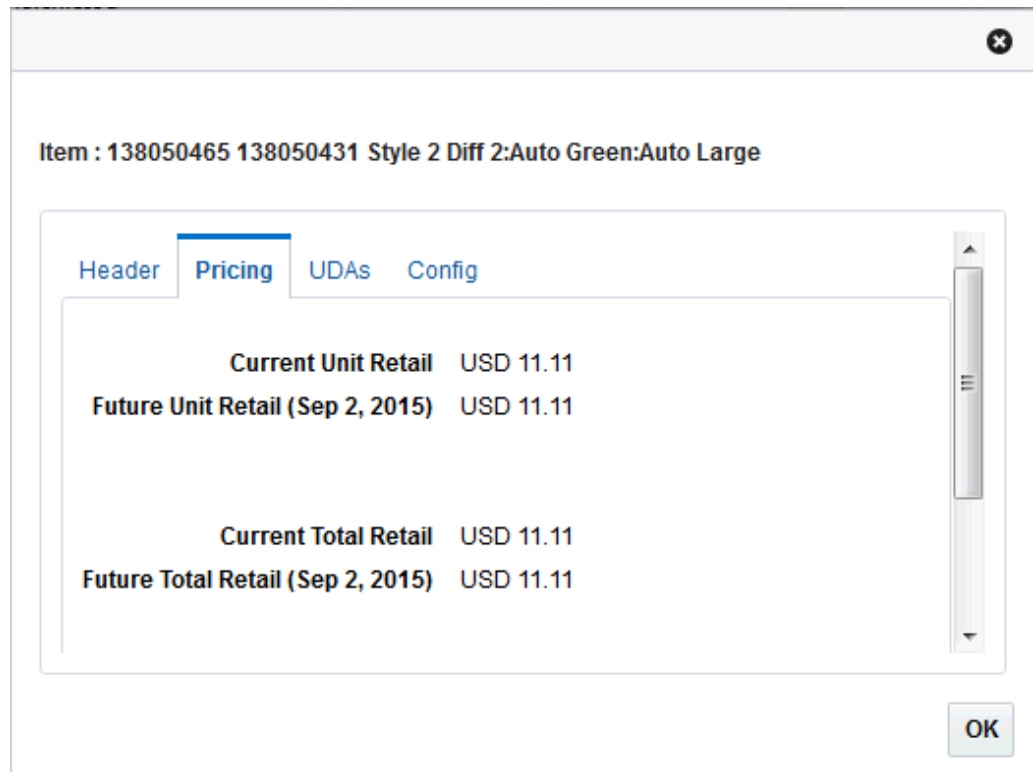 Item : 138050465 138050431 Style 2 Diff 2:Auto Green:Auto Large
Header Pricing UDAs Config
Current Unit Retail USD 11.11
Future Unit Retail (Sep 2, 2015) USD 11.11
Current Total Retail USD 11.11
Future Total Retail (Sep 2, 2015) USD 11.11
OK